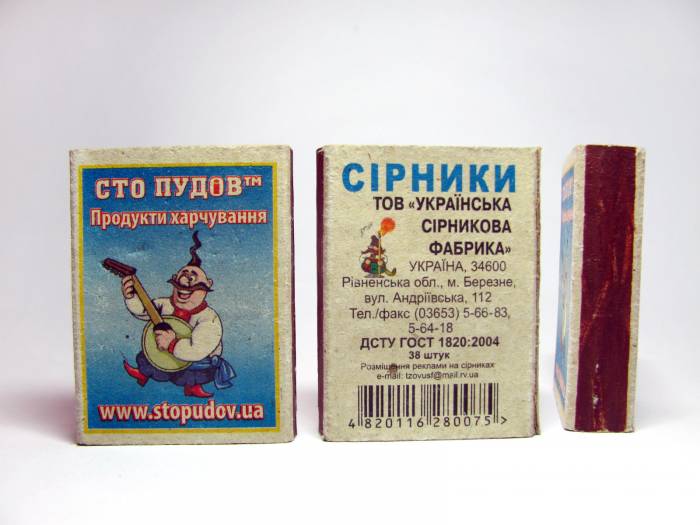 СТО ПУДОВ™
Продукти харчування
www.stopudov.ua
СІРНИКИ
ТОВ «УКРАЇНСЬКА
СІРНИКОВА
ФАБРИКА»
УКРАЇНА, 34600
Рівненська обл., м. Березне,
вул. Андріївська, 112
Тел./факс (03653) 5-66-83,
5-64-18
ДСТУ ГОСТ 1820:2004
38 штук
Розміщення реклами на сірниках
e-mail: tzovusf@mail.rv.ua
4 820116 280075 >